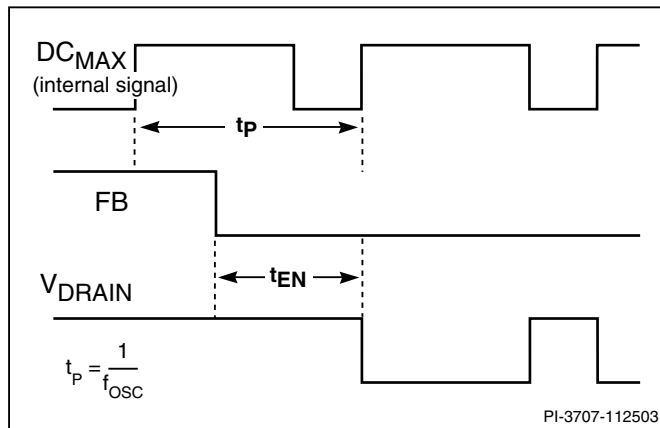 DCMAX
(internal signal)
tP
FB
tEN
VDRAIN
tP = 1/fOSC
PI-3707-112503